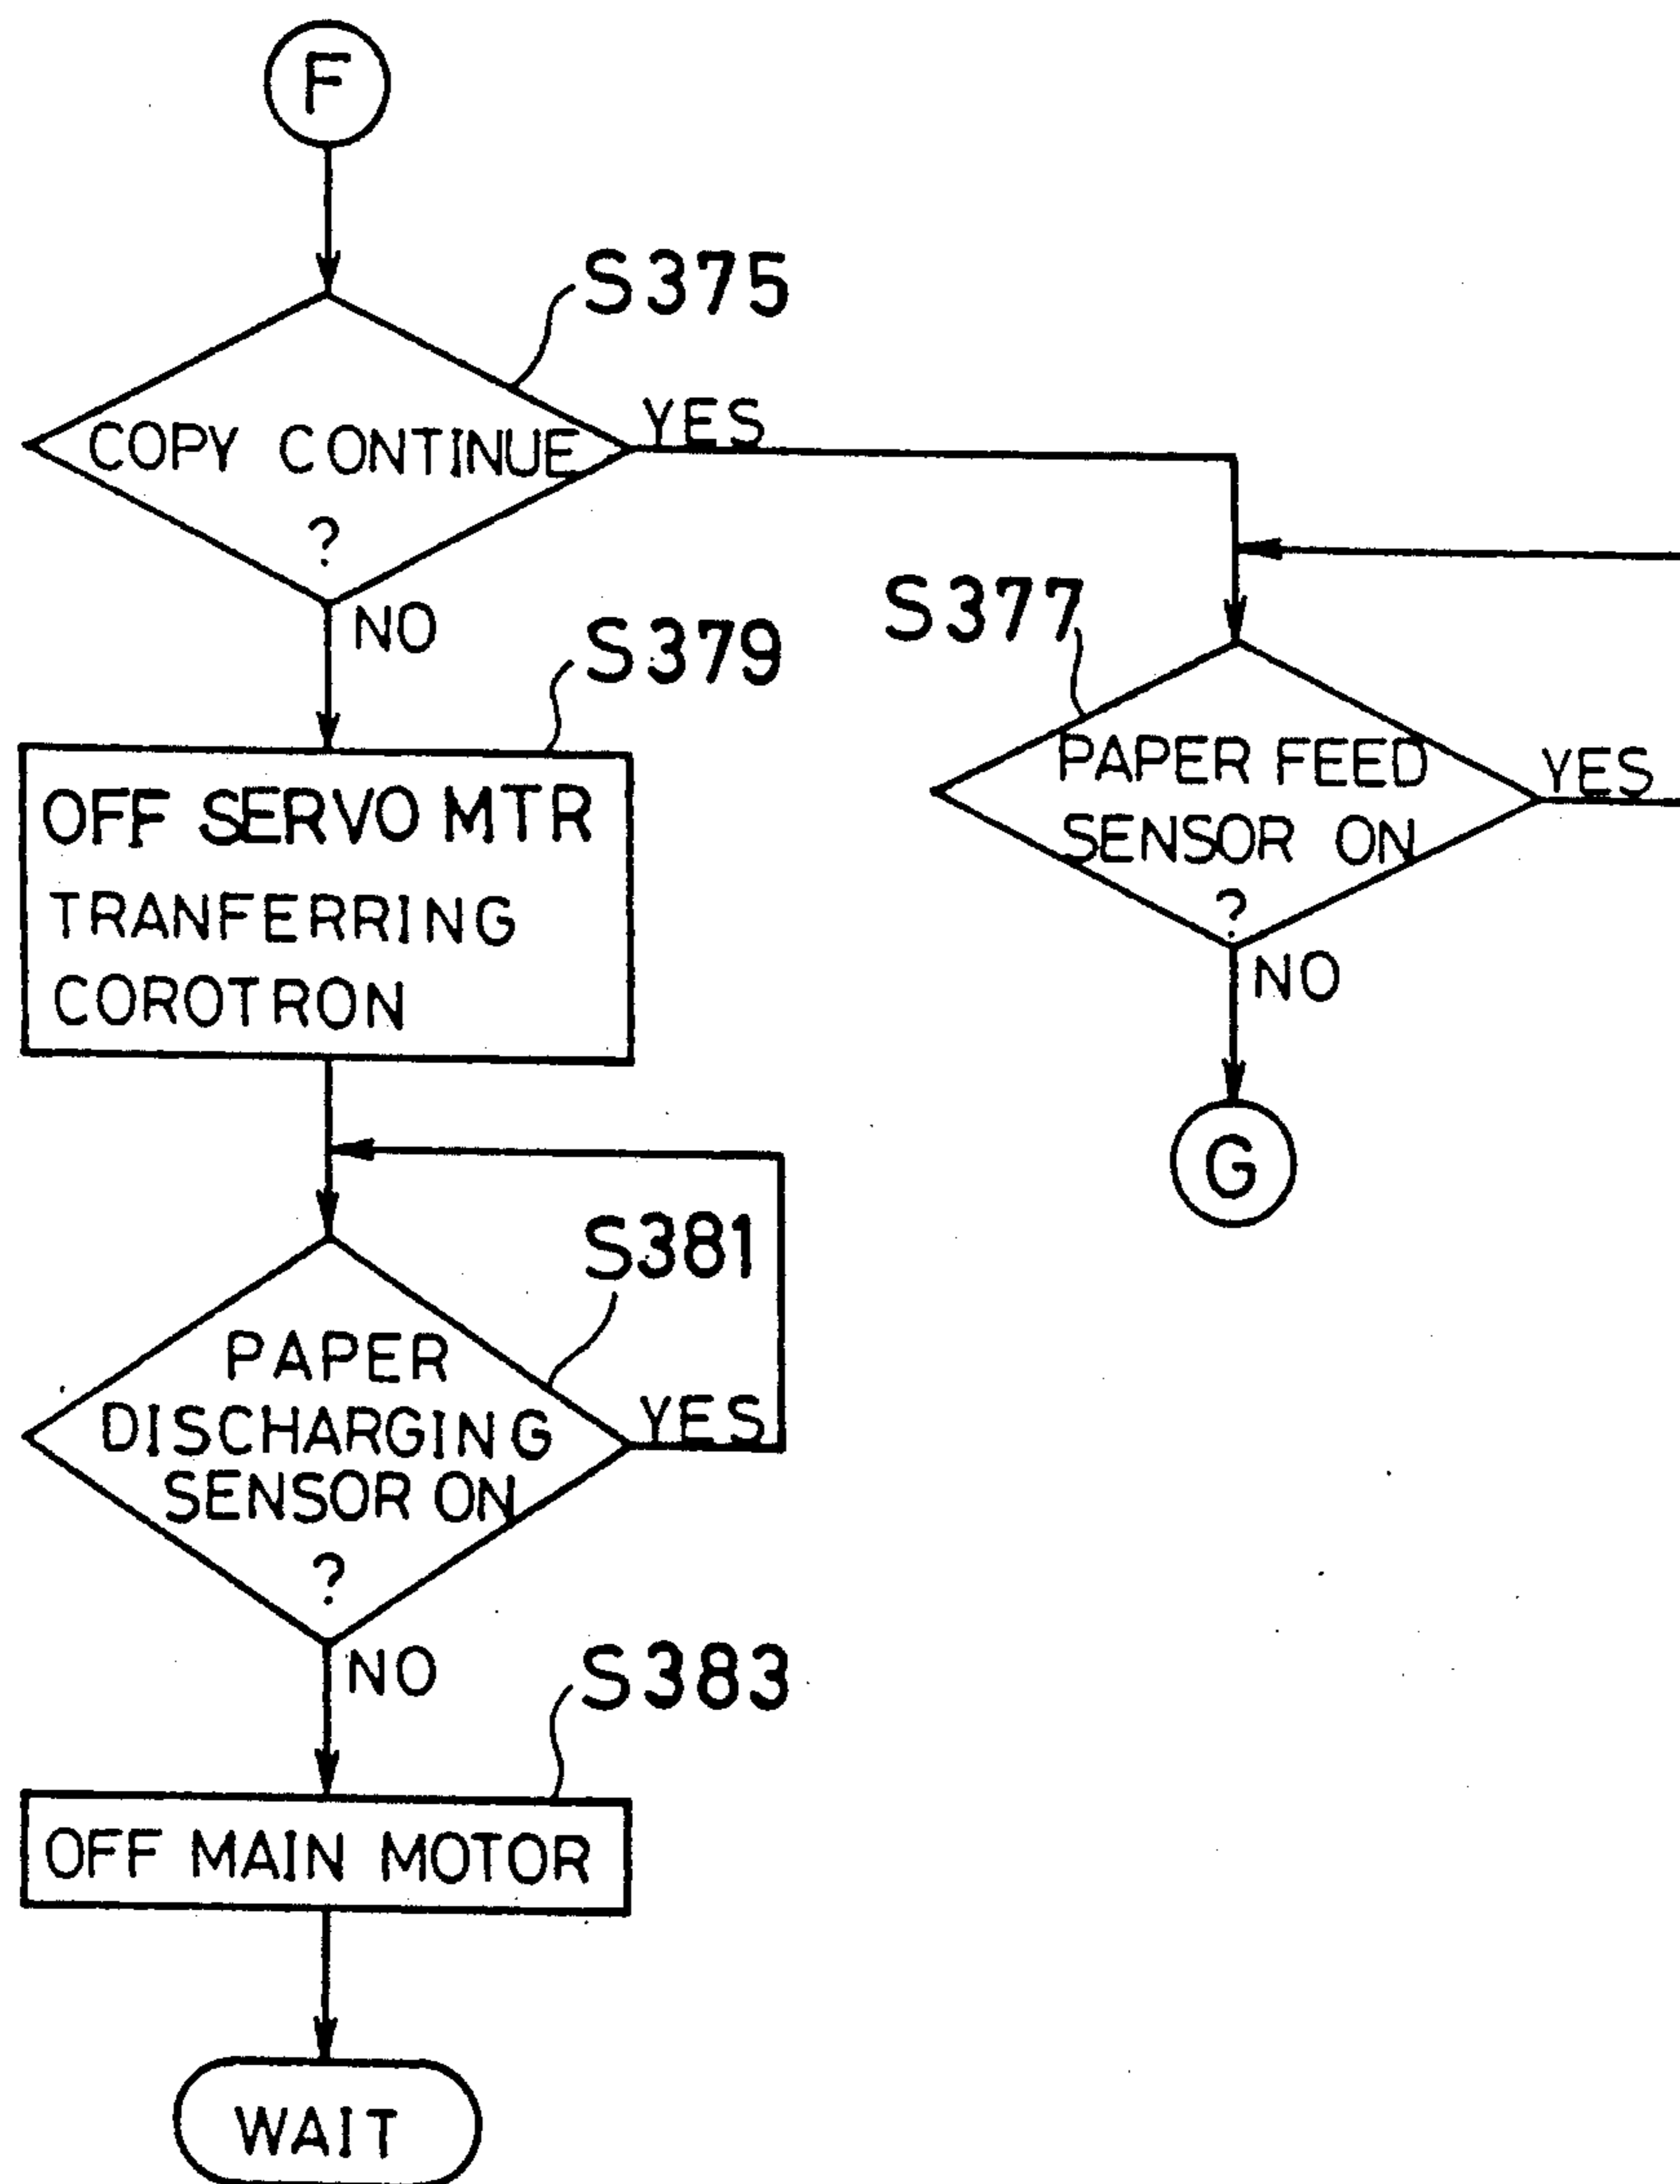 F
S375
COPY CONTINUE
?
YES
NO
S379
OFF SERVO MTR
TRANFERRING
COROTRON
S377
PAPER FEED
SENSOR ON
?
YES
NO
G
S381
PAPER
DISCHARGING
SENSOR ON
?
YES
NO
S383
OFF MAIN MOTOR
WAIT